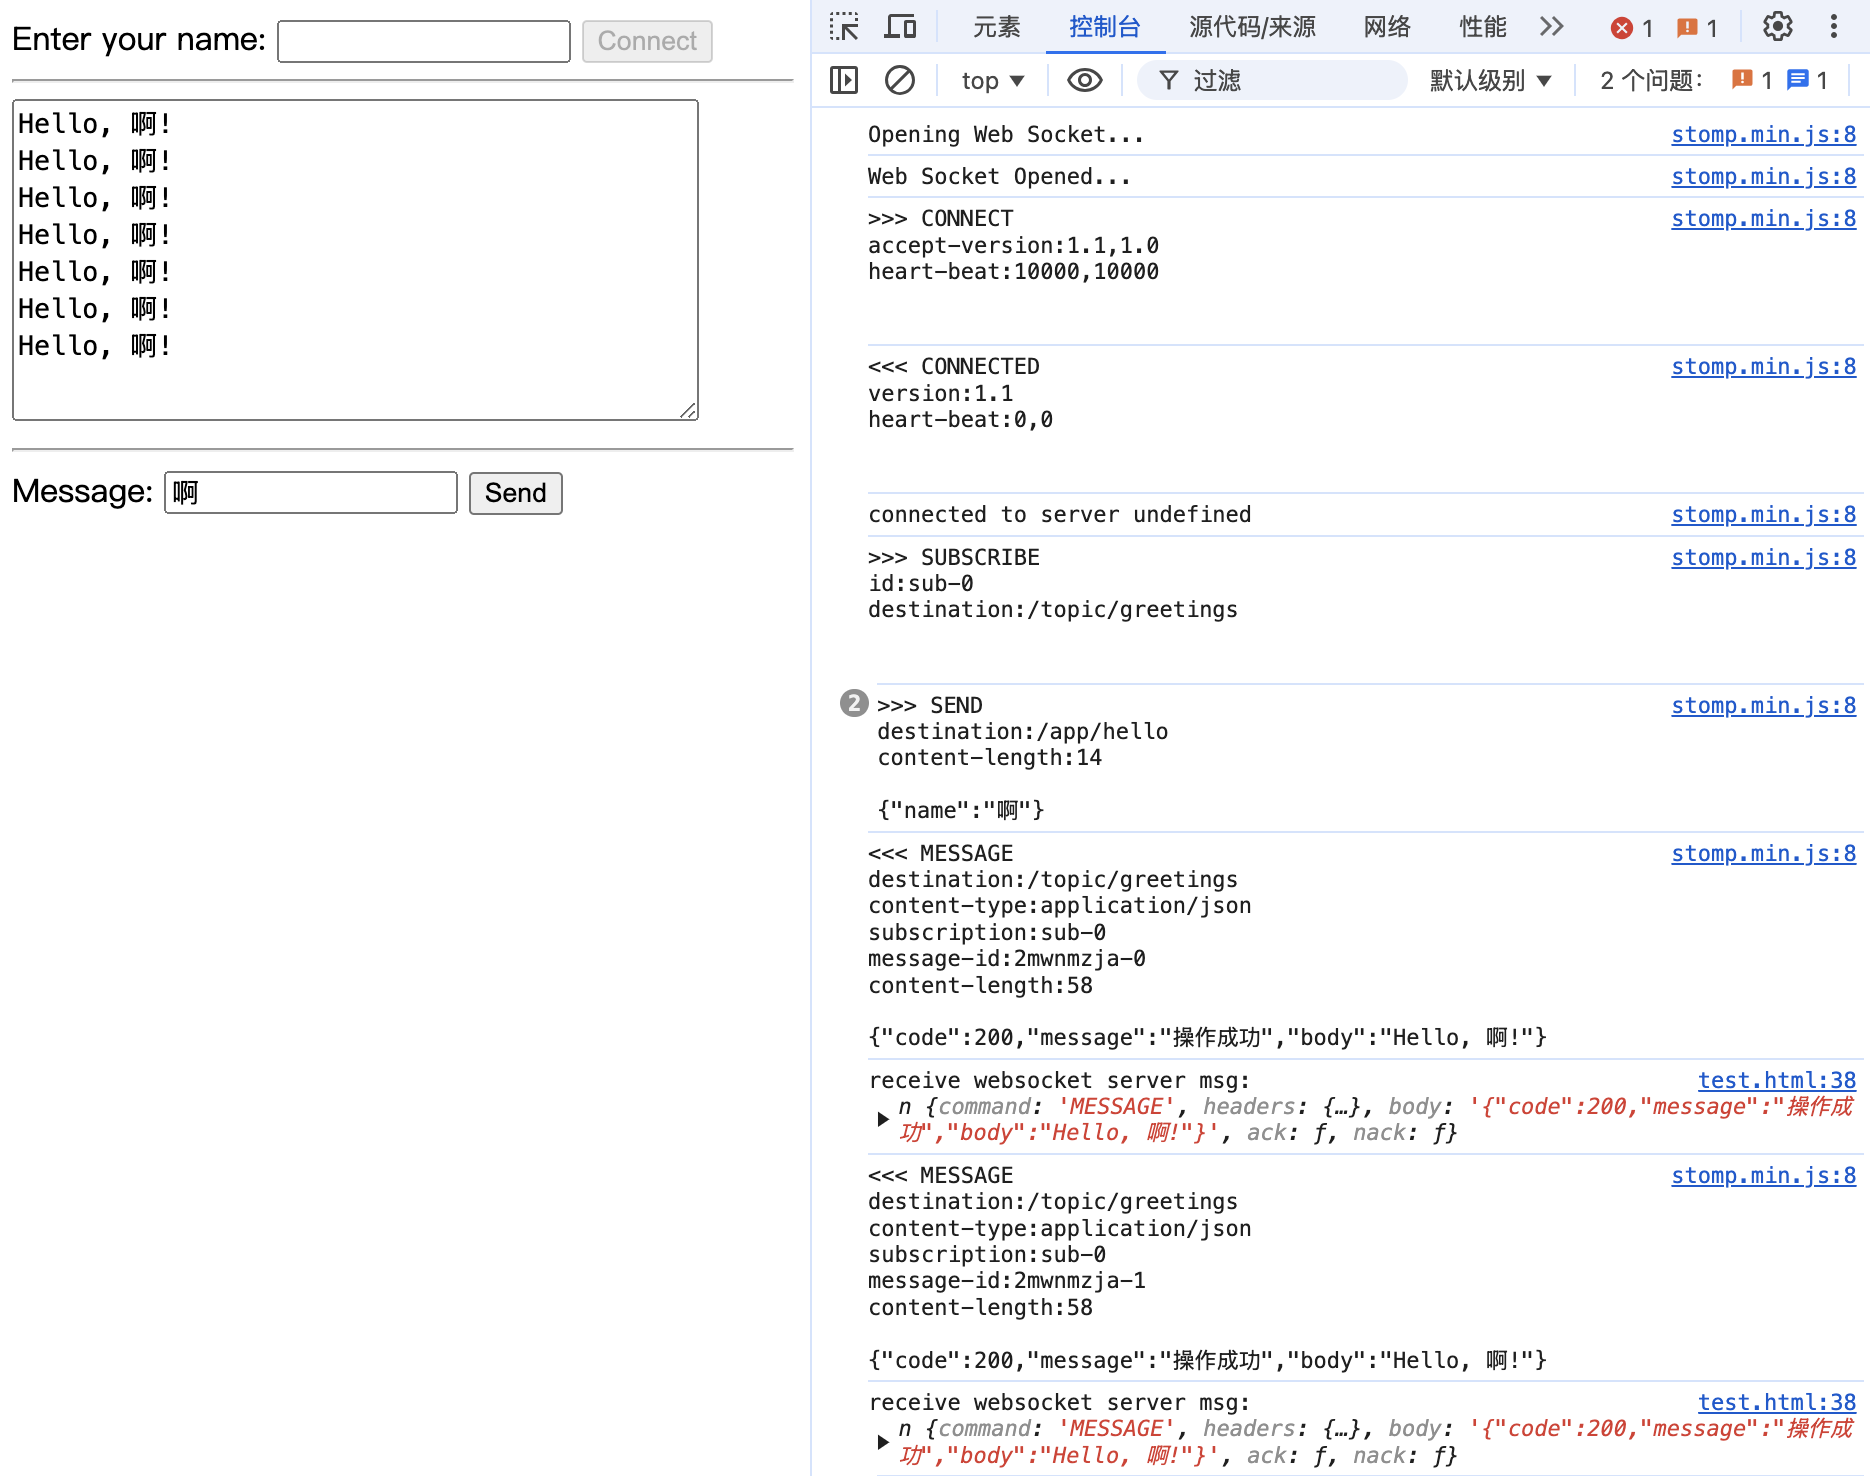 Enter your name: Connect
Hello, 啊!
Hello, 啊!
Hello, 啊!
Hello, 啊!
Hello, 啊!
Hello, 啊!
Hello, 啊!
Message: 啊 Send
元素 控制台 源代码/来源 网络 性能 1 1
top 过滤 默认级别 2 个问题: 1 1
Opening Web Socket... stomp.min.js:8
Web Socket Opened... stomp.min.js:8
>>> CONNECT stomp.min.js:8
accept-version:1.1,1.0
heart-beat:10000,10000
<<< CONNECTED stomp.min.js:8
version:1.1
heart-beat:0,0
connected to server undefined stomp.min.js:8
>>> SUBSCRIBE stomp.min.js:8
id:sub-0
destination:/topic/greetings
2 >>> SEND stomp.min.js:8
destination:/app/hello
content-length:14
{"name":"啊"}
<<< MESSAGE stomp.min.js:8
destination:/topic/greetings
content-type:application/json
subscription:sub-0
message-id:2mwnmzja-0
content-length:58
{"code":200,"message":"操作成功","body":"Hello, 啊!"}
receive websocket server msg: test.html:38
n {command: 'MESSAGE', headers: {…}, body: '{"code":200,"message":"操作成
功","body":"Hello, 啊!"}', ack: ƒ, nack: ƒ}
<<< MESSAGE stomp.min.js:8
destination:/topic/greetings
content-type:application/json
subscription:sub-0
message-id:2mwnmzja-1
content-length:58
{"code":200,"message":"操作成功","body":"Hello, 啊!"}
receive websocket server msg: test.html:38
n {command: 'MESSAGE', headers: {…}, body: '{"code":200,"message":"操作成
功","body":"Hello, 啊!"}', ack: ƒ, nack: ƒ}